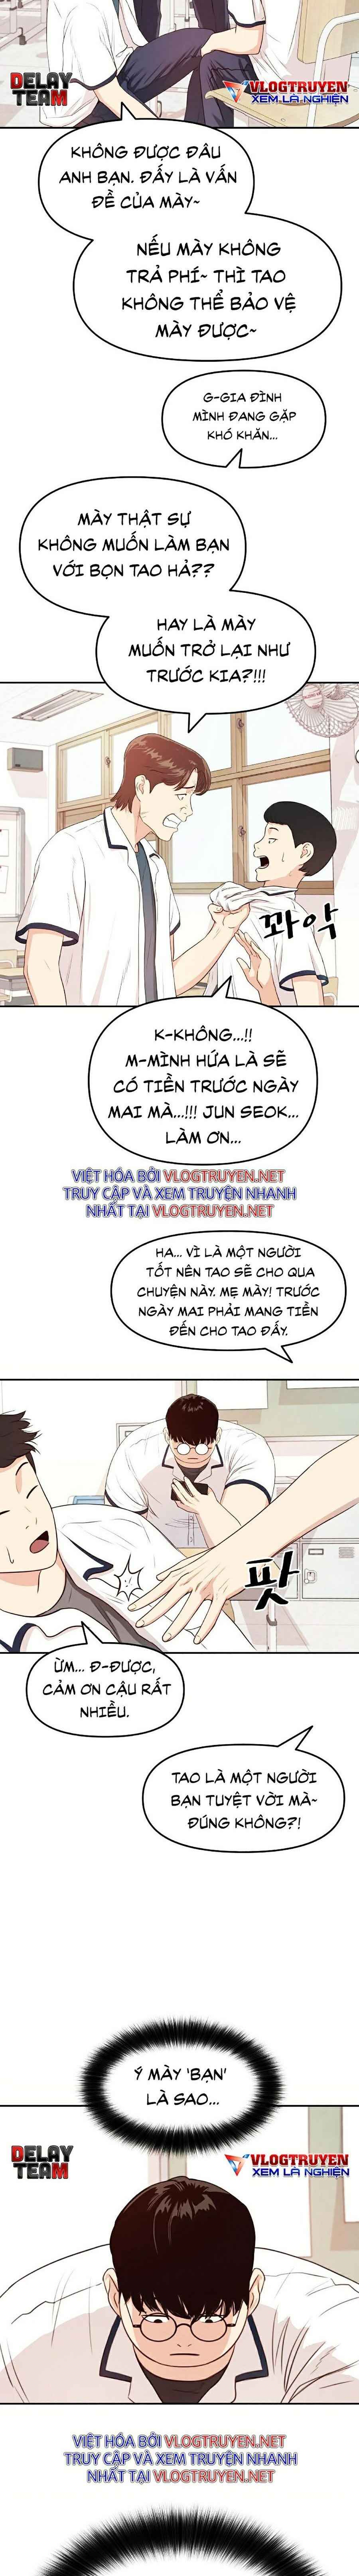 DELAY
TEAM
VLOGTRUYEN
XEM LÀ NGHIỆN
KHÔNG ĐƯỢC ĐÂU
ANH BẠN. ĐẤY LÀ VẤN
ĐỀ CỦA MÀY~
NẾU MÀY KHÔNG
TRẢ PHÍ~ THÌ TAO
KHÔNG THỂ BẢO VỆ
MÀY ĐƯỢC~
G-GIA ĐÌNH
MÌNH ĐANG GẶP
KHÓ KHĂN...
MÀY THẬT SỰ
KHÔNG MUỐN LÀM BẠN
VỚI BỌN TAO HẢ??
HAY LÀ MÀY
MUỐN TRỞ LẠI NHƯ
TRƯỚC KIA?!!!
꽈악
K-KHÔNG...!!
M-MÌNH HỨA LÀ SẼ
CÓ TIỀN TRƯỚC NGÀY
MAI MÀ...!!! JUN SEOK...
LÀM ƠN...
VIỆT HÓA BỞI VLOGTRUYEN.NET
TRUY CẬP VÀ XEM TRUYỆN NHANH
NHẤT TẠI VLOGTRUYEN.NET
HA... VÌ LÀ MỘT NGƯỜI
TỐT NÊN TAO SẼ CHO QUA
CHUYỆN NÀY. MẸ MÀY! TRƯỚC
NGÀY MAI PHẢI MANG TIỀN
ĐẾN CHO TAO ĐẤY.
팟
ỪM... Đ-ĐƯỢC,
CẢM ƠN CẬU RẤT
NHIỀU.
TAO LÀ MỘT NGƯỜI
BẠN TUYỆT VỜI MÀ~
ĐÚNG KHÔNG?!
Ý MÀY 'BẠN'
LÀ SAO...
DELAY
TEAM
VLOGTRUYEN
XEM LÀ NGHIỆN
VIỆT HÓA BỞI VLOGTRUYEN.NET
TRUY CẬP VÀ XEM TRUYỆN NHANH
NHẤT TẠI VLOGTRUYEN.NET